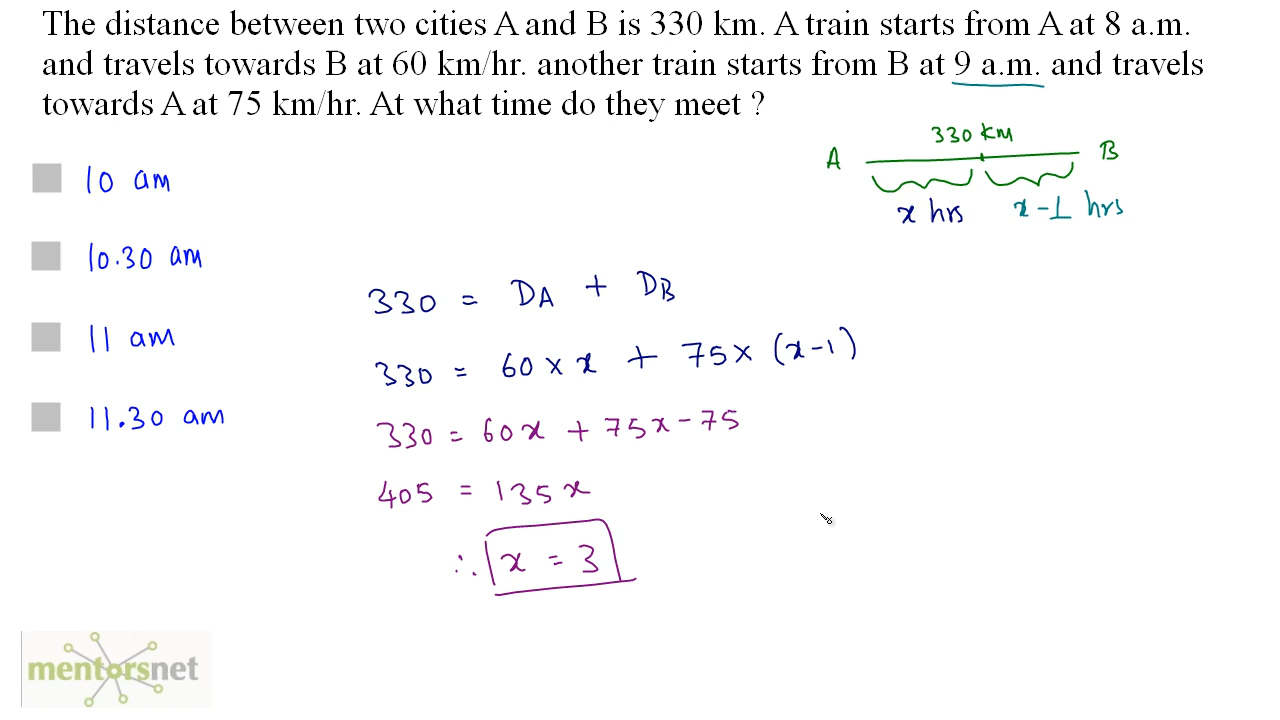 The distance between two cities A and B is 330 km. A train starts from A at 8 a.m.
and travels towards B at 60 km/hr. another train starts from B at 9 a.m. and travels
towards A at 75 km/hr. At what time do they meet ?
330 KM
A
B
x hrs
x-1 hrs
10 am
10.30 am
11 am
11.30 am
330 = DA + DB
330 = 60 × x + 75 × (x-1)
330 = 60x + 75x - 75
405 = 135x
∴ x = 3
mentorsnet